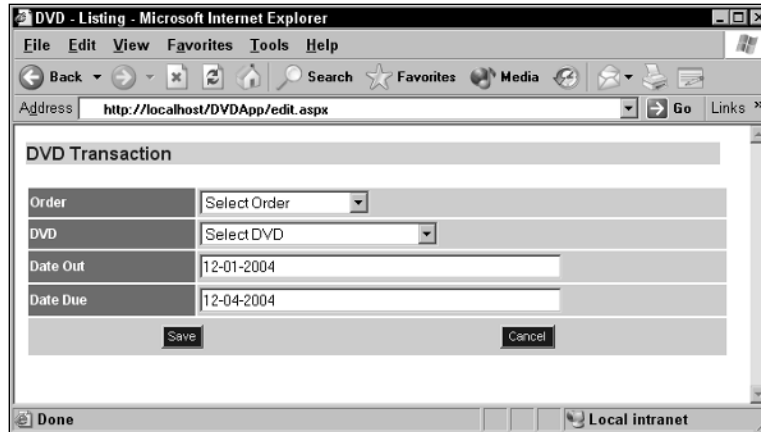 DVD - Listing - Microsoft Internet Explorer
File Edit View Favorites Tools Help
Back Search Favorites Media
Address http://localhost/DVDApp/edit.aspx Go Links »
DVD Transaction
Order Select Order
DVD Select DVD
Date Out 12-01-2004
Date Due 12-04-2004
Save Cancel
Done Local intranet